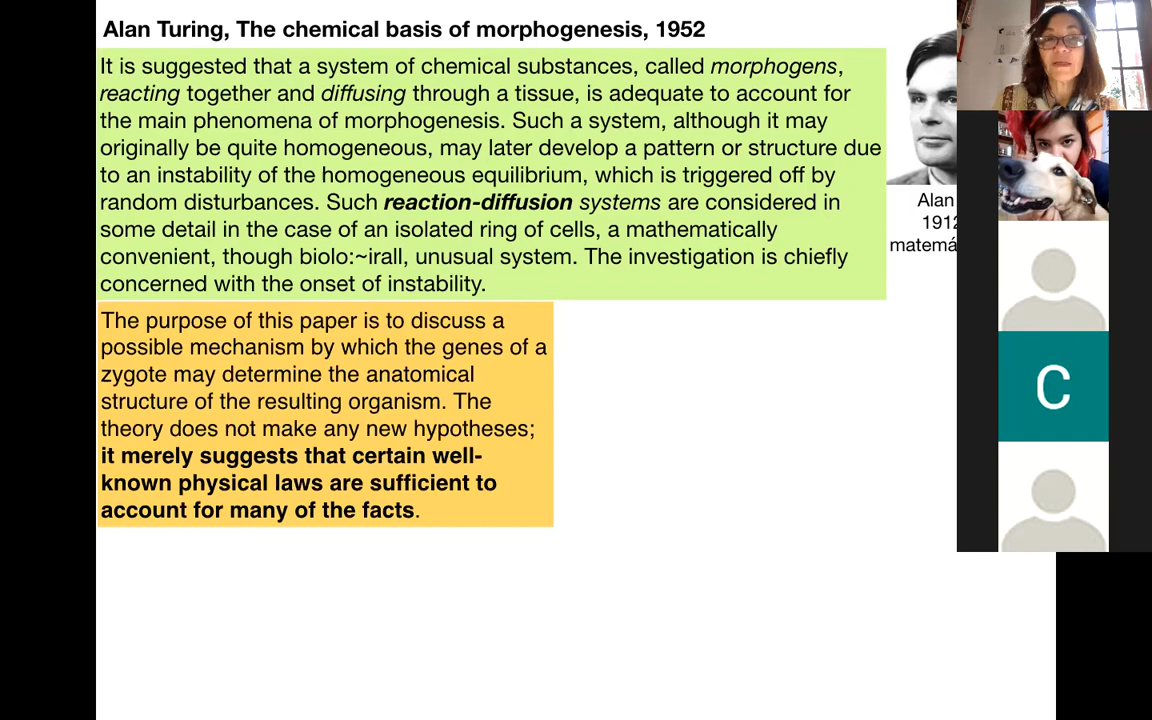 Alan Turing, The chemical basis of morphogenesis, 1952
It is suggested that a system of chemical substances, called morphogens,
reacting together and diffusing through a tissue, is adequate to account for
the main phenomena of morphogenesis. Such a system, although it may
originally be quite homogeneous, may later develop a pattern or structure due
to an instability of the homogeneous equilibrium, which is triggered off by
random disturbances. Such reaction-diffusion systems are considered in
some detail in the case of an isolated ring of cells, a mathematically
convenient, though biolo:~irall, unusual system. The investigation is chiefly
concerned with the onset of instability.
The purpose of this paper is to discuss a
possible mechanism by which the genes of a
zygote may determine the anatomical
structure of the resulting organism. The
theory does not make any new hypotheses;
it merely suggests that certain well-
known physical laws are sufficient to
account for many of the facts.
Alan
1912
matemá
C